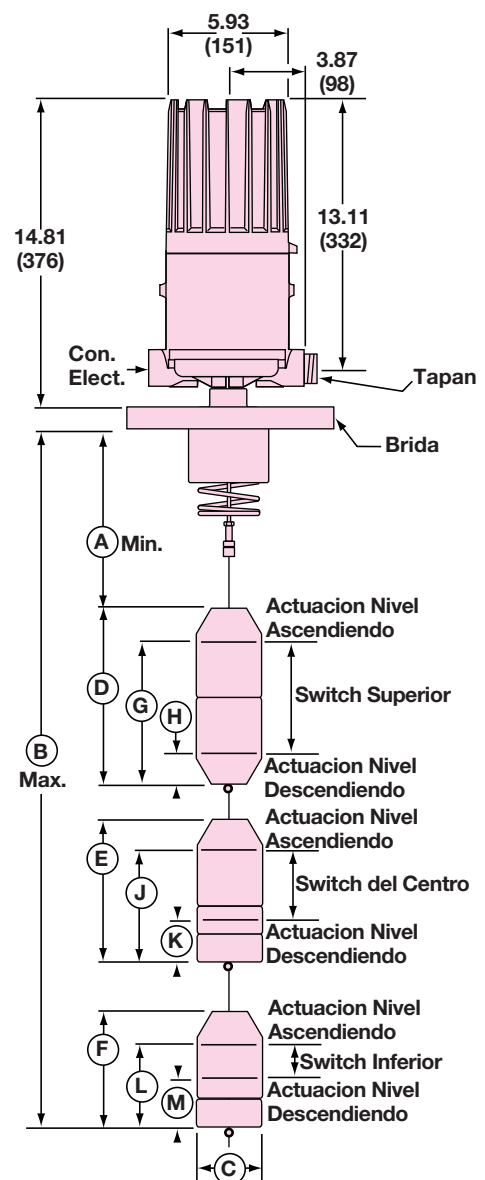 5.93
(151)
3.87
(98)
14.81
(376)
13.11
(332)
Con.
Elect.
Tapan
Brida
A Min.
Actuacion Nivel
Ascendiendo
D
G
H
Switch Superior
B
Max.
Actuacion Nivel
Descendiendo
Actuacion Nivel
Ascendiendo
E
J
K
Switch del Centro
Actuacion Nivel
Descendiendo
Actuacion Nivel
Ascendiendo
F
L
M
Switch Inferior
Actuacion Nivel
Descendiendo
C